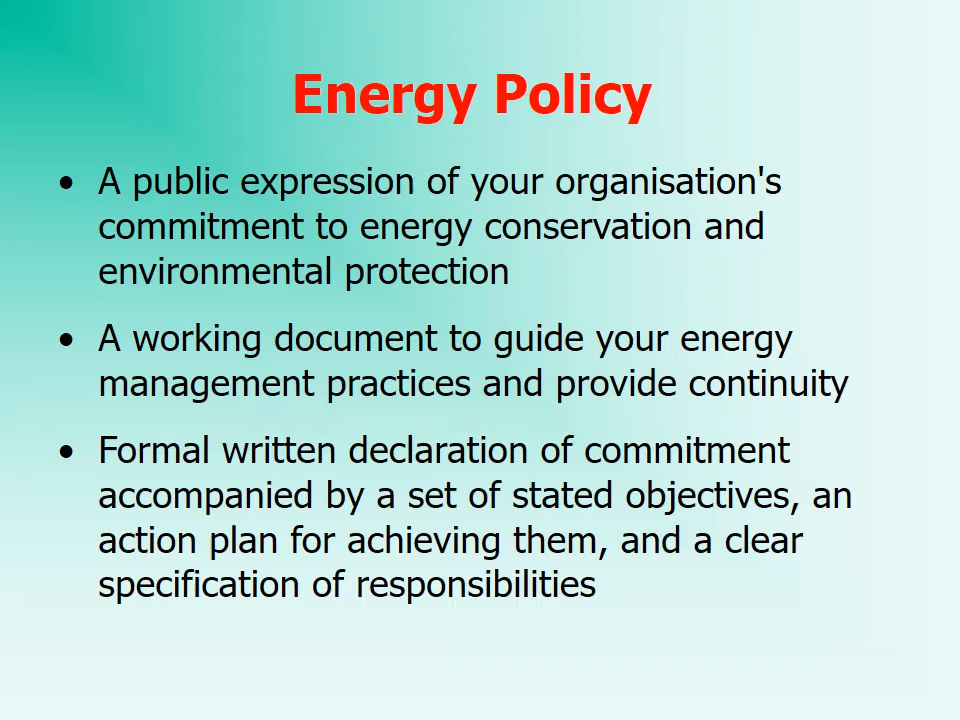 Energy Policy
• A public expression of your organisation's
commitment to energy conservation and
environmental protection
• A working document to guide your energy
management practices and provide continuity
• Formal written declaration of commitment
accompanied by a set of stated objectives, an
action plan for achieving them, and a clear
specification of responsibilities